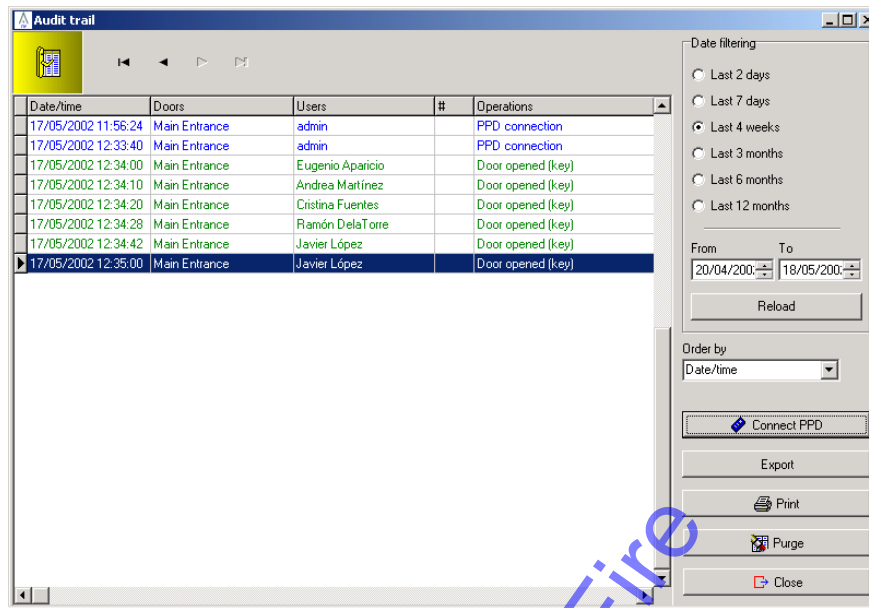 Audit trail
Date/time Doors Users # Operations
17/05/2002 11:56:24 Main Entrance admin PPD connection
17/05/2002 12:33:40 Main Entrance admin PPD connection
17/05/2002 12:34:00 Main Entrance Eugenio Aparicio Door opened (key)
17/05/2002 12:34:10 Main Entrance Andrea Martínez Door opened (key)
17/05/2002 12:34:20 Main Entrance Cristina Fuentes Door opened (key)
17/05/2002 12:34:28 Main Entrance Ramón DelaTorre Door opened (key)
17/05/2002 12:34:42 Main Entrance Javier López Door opened (key)
17/05/2002 12:35:00 Main Entrance Javier López Door opened (key)
Date filtering
Last 2 days
Last 7 days
Last 4 weeks
Last 3 months
Last 6 months
Last 12 months
From To
20/04/200 18/05/200
Reload
Order by
Date/time
Connect PPD
Export
Print
Purge
Close
Fire